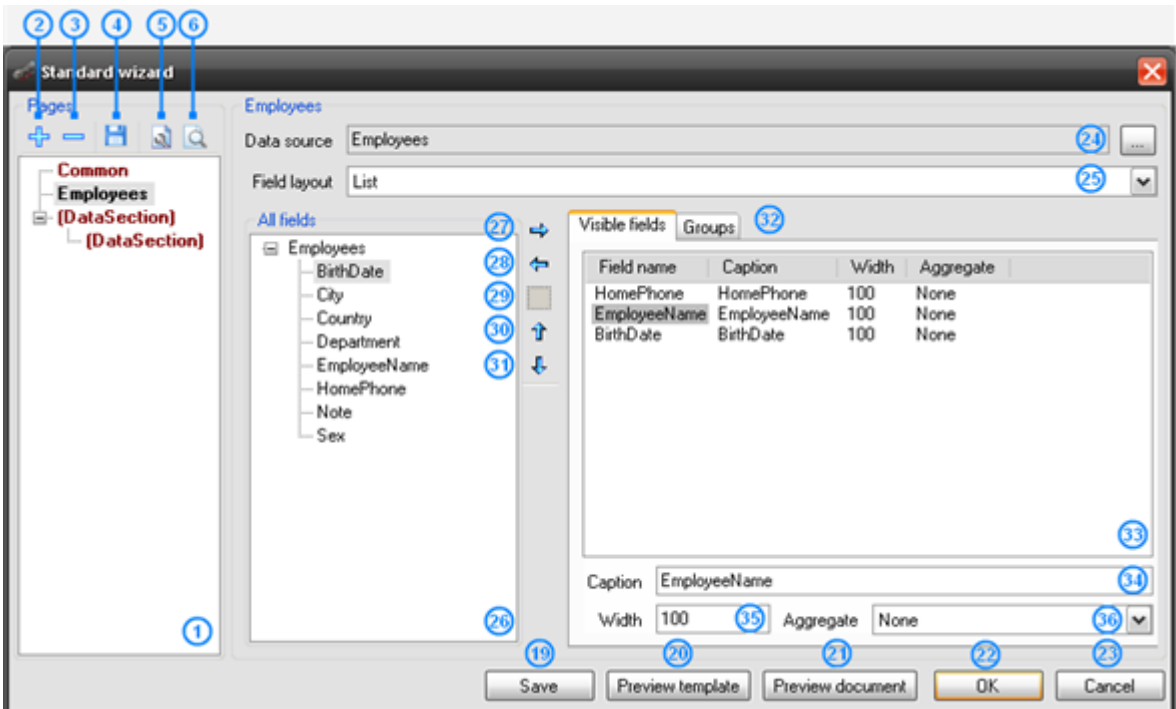 2 3 4 5 6
Standard wizard
Pages
Employees
Data source Employees 24 ...
Field layout List 25
Common
Employees
(DataSection)
(DataSection)
1
All fields
Employees
BirthDate
City
Country
Department
EmployeeName
HomePhone
Note
Sex
26
27
28
29
30
31
Visible fields Groups 32
Field name Caption Width Aggregate
HomePhone HomePhone 100 None
EmployeeName EmployeeName 100 None
BirthDate BirthDate 100 None
33
Caption EmployeeName 34
Width 100 35 Aggregate None 36
19 20 21 22 23
Save Preview template Preview document OK Cancel